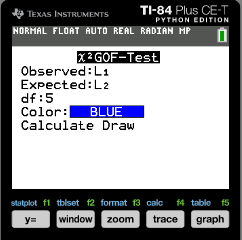 TEXAS INSTRUMENTS
TI-84 Plus CE-T
PYTHON EDITION
NORMAL FLOAT AUTO REAL RADIAN MP
χ²GOF-Test
Observed:L₁
Expected:L₂
df:5
Color: BLUE
Calculate Draw
statplot f1 tblset f2 format f3 calc f4 table f5
y= window zoom trace graph